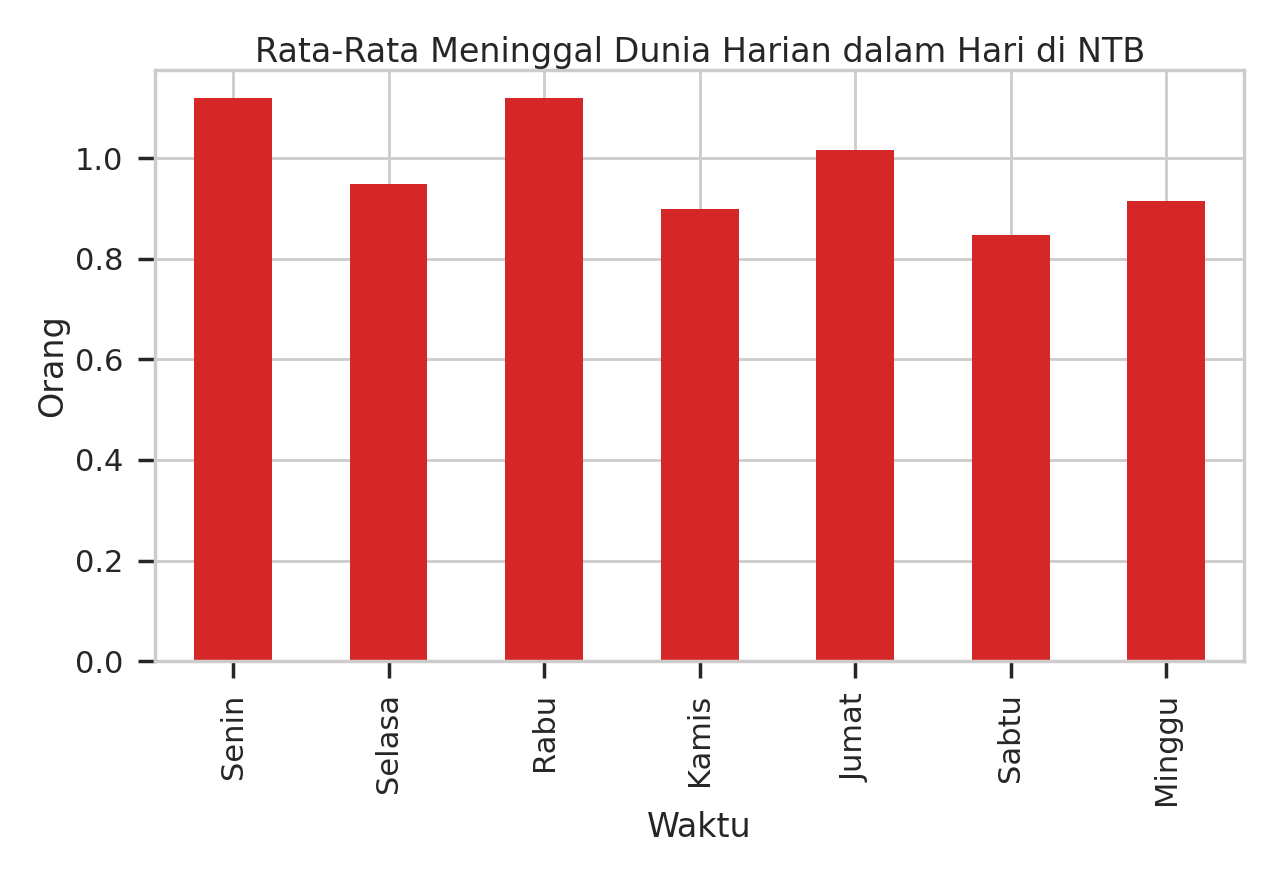 Rata-Rata Meninggal Dunia Harian dalam Hari di NTB
Orang
1.0
0.8
0.6
0.4
0.2
0.0
Senin
Selasa
Rabu
Kamis
Jumat
Sabtu
Minggu
Waktu